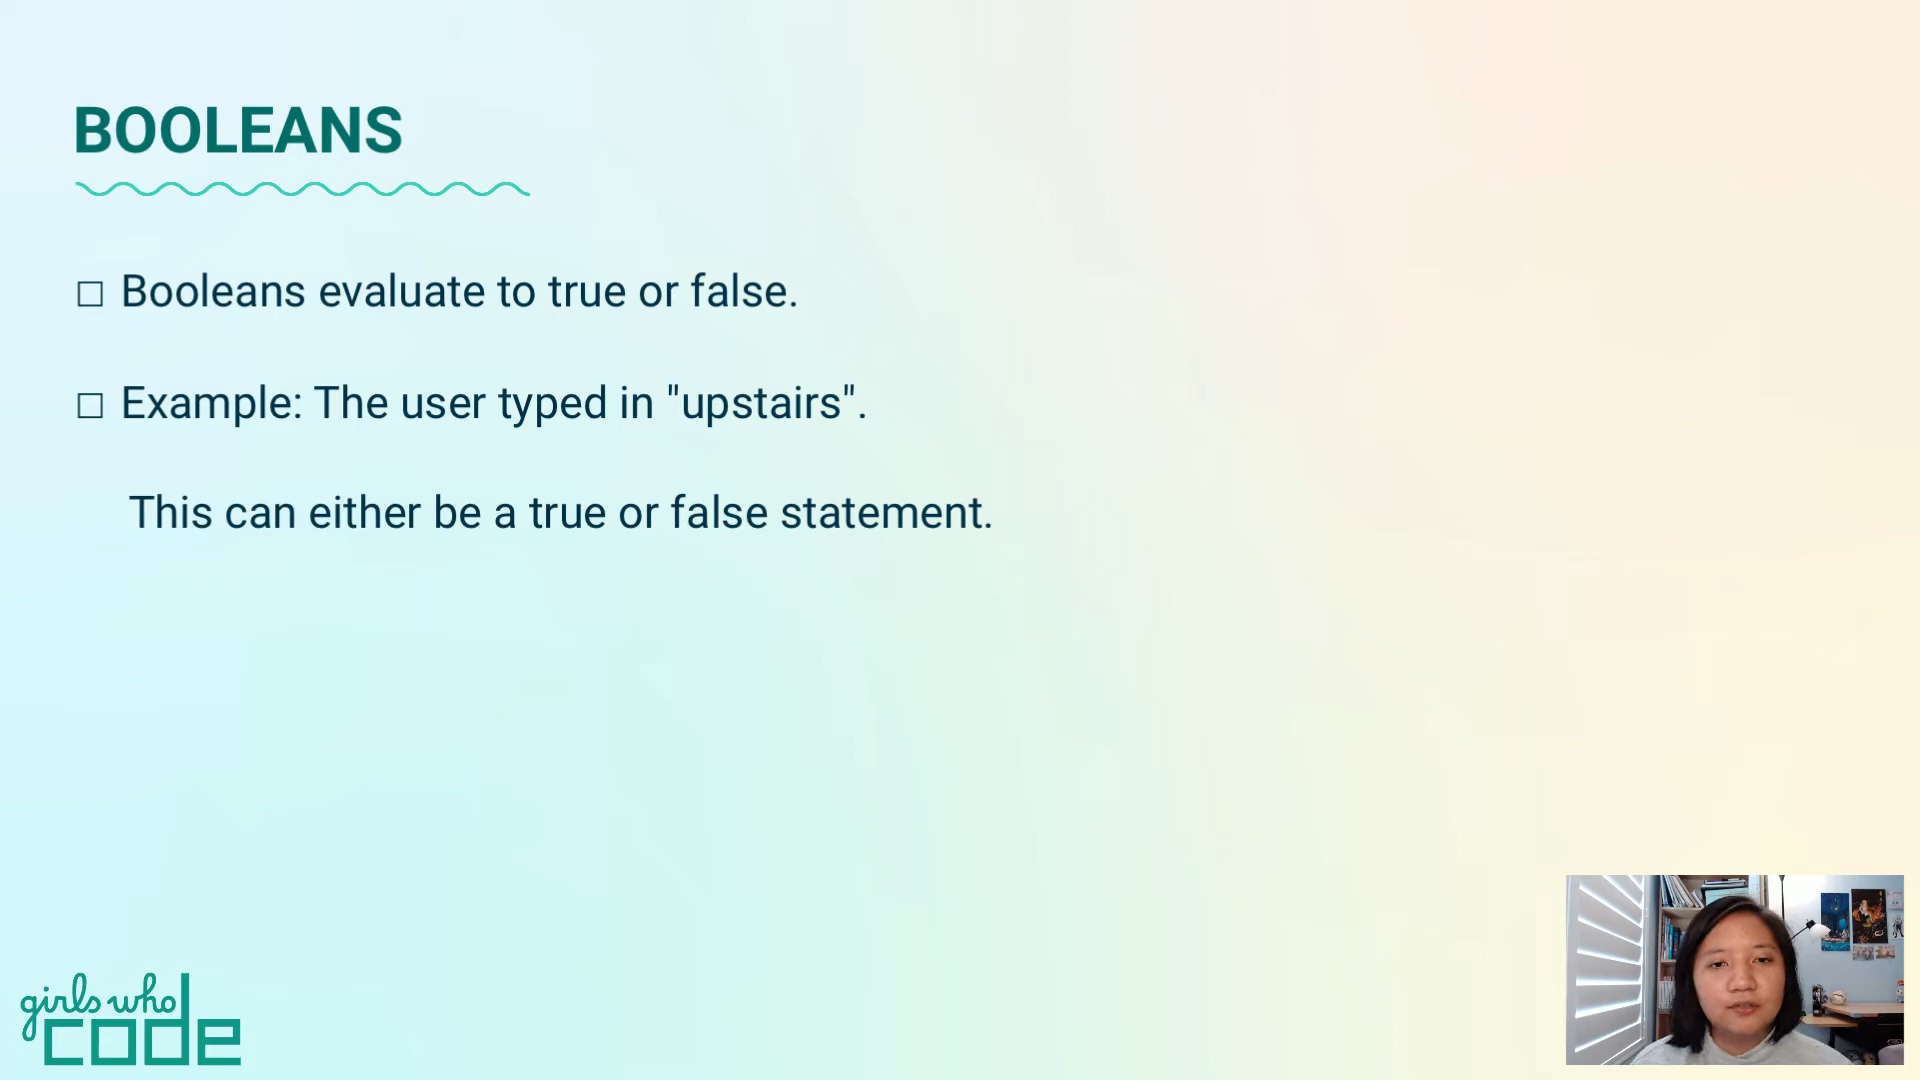 BOOLEANS
Booleans evaluate to true or false.
Example: The user typed in "upstairs".
This can either be a true or false statement.
girls who
code